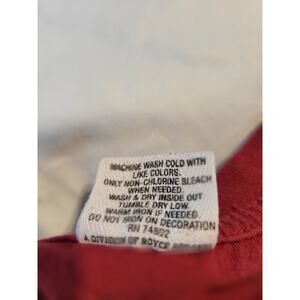 MACHINE WASH COLD WITH
LIKE COLORS.
ONLY NON-CHLORINE BLEACH
WHEN NEEDED.
WASH & DRY INSIDE OUT
TUMBLE DRY LOW.
WARM IRON IF NEEDED.
DO NOT IRON ON DECORATION
RN 74802
A DIVISION OF ROYCE